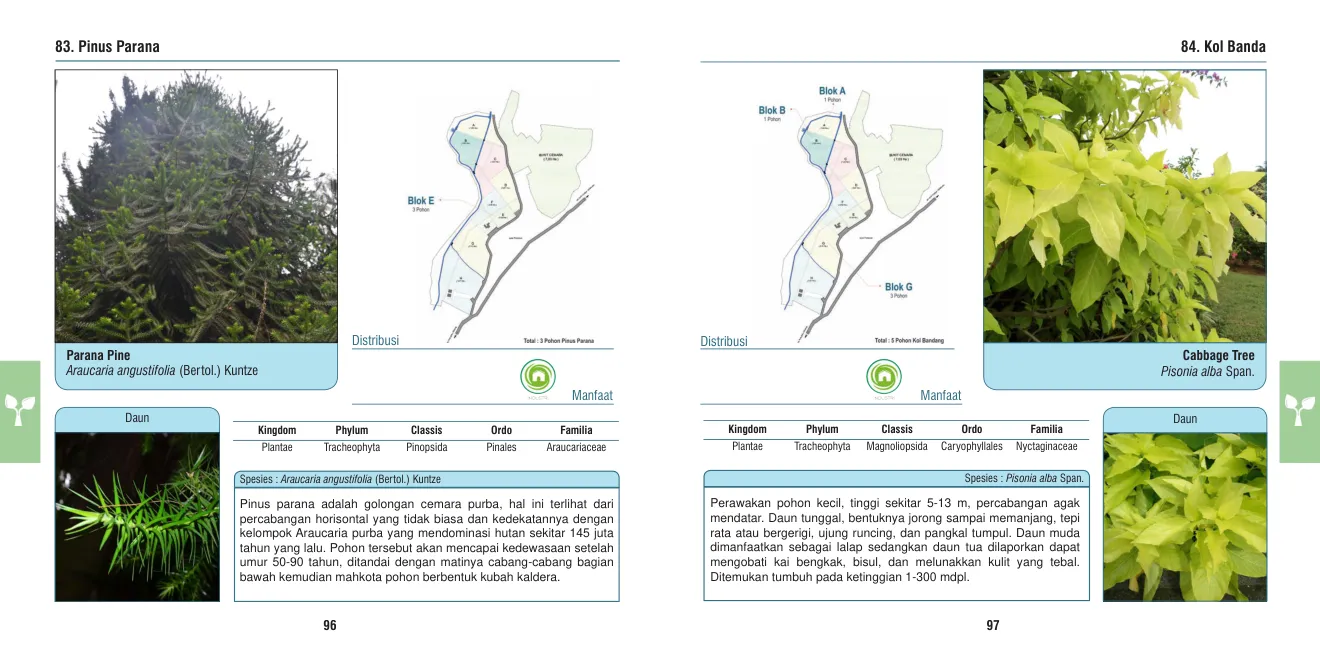 83. Pinus Parana
Blok E
3 Pohon
BUKIT CEMARA
Distribusi
Total : 3 Pohon Pinus Parana
Parana Pine
Araucaria angustifolia (Bertol.) Kuntze
Manfaat
Daun
Kingdom Phylum Classis Ordo Familia
Plantae Tracheophyta Pinopsida Pinales Araucariaceae
Spesies : Araucaria angustifolia (Bertol.) Kuntze
Pinus parana adalah golongan cemara purba, hal ini terlihat dari
percabangan horisontal yang tidak biasa dan kedekatannya dengan
kelompok Araucaria purba yang mendominasi hutan sekitar 145 juta
tahun yang lalu. Pohon tersebut akan mencapai kedewasaan setelah
umur 50-90 tahun, ditandai dengan matinya cabang-cabang bagian
bawah kemudian mahkota pohon berbentuk kubah kaldera.
96
84. Kol Banda
Blok A
1 Pohon
Blok B
1 Pohon
BUKIT CEMARA
Blok G
3 Pohon
Distribusi
Total : 5 Pohon Kol Bandang
Cabbage Tree
Pisonia alba Span.
Manfaat
Daun
Kingdom Phylum Classis Ordo Familia
Plantae Tracheophyta Magnoliopsida Caryophyllales Nyctaginaceae
Spesies : Pisonia alba Span.
Perawakan pohon kecil, tinggi sekitar 5-13 m, percabangan agak
mendatar. Daun tunggal, bentuknya jorong sampai memanjang, tepi
rata atau bergerigi, ujung runcing, dan pangkal tumpul. Daun muda
dimanfaatkan sebagai lalap sedangkan daun tua dilaporkan dapat
mengobati kai bengkak, bisul, dan melunakkan kulit yang tebal.
Ditemukan tumbuh pada ketinggian 1-300 mdpl.
97